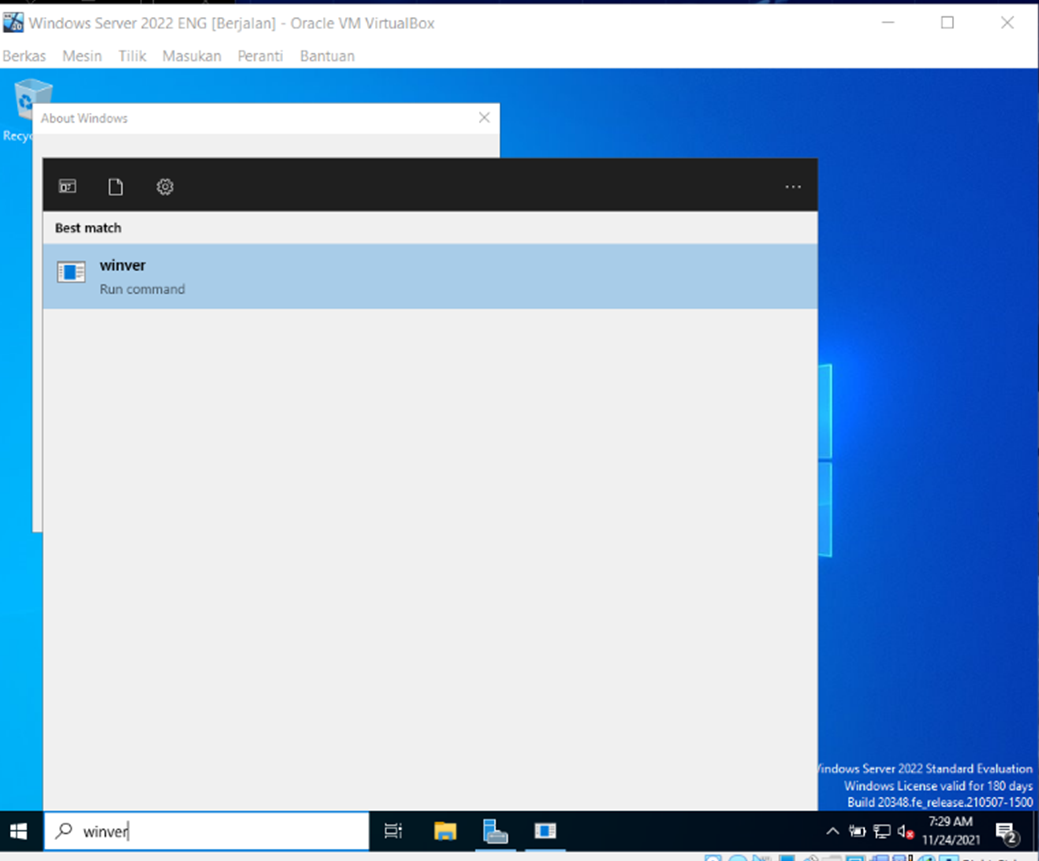 Windows Server 2022 ENG [Berjalan] - Oracle VM VirtualBox
Berkas Mesin Tilik Masukan Peranti Bantuan
About Windows
Best match
winver
Run command
Windows Server 2022 Standard Evaluation
Windows License valid for 180 days
Build 20348.fe_release.210507-1500
winver
7:29 AM
11/24/2021
2